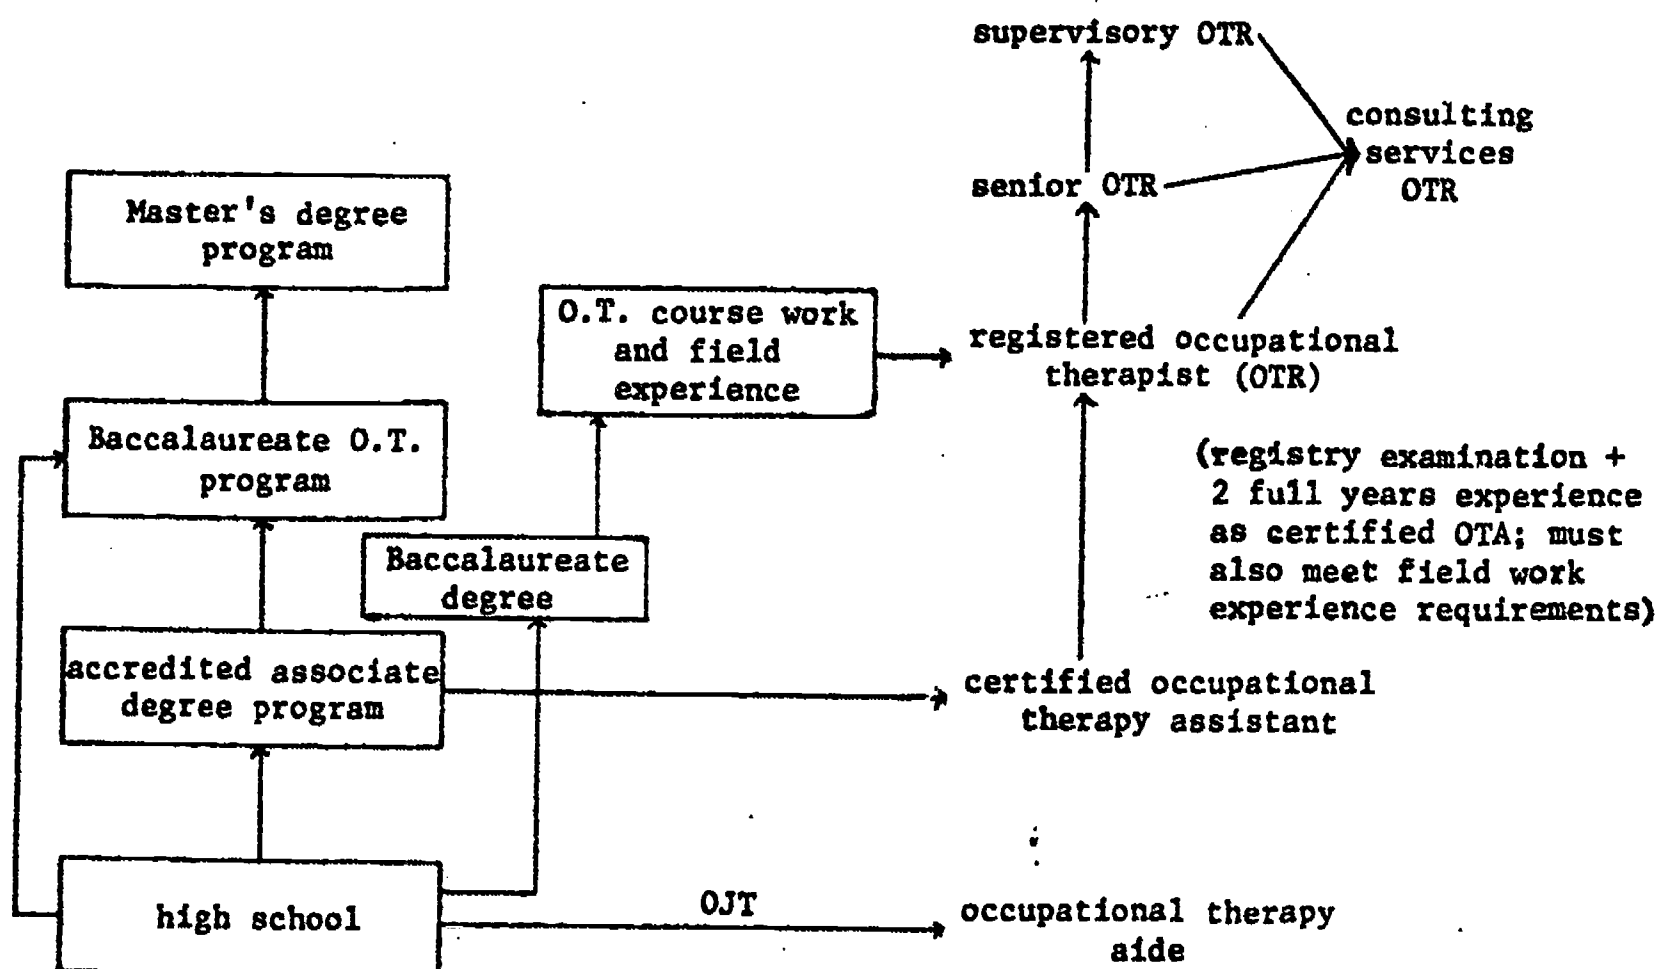 supervisory OTR
consulting
services
OTR
senior OTR
Master's degree
program
O.T. course work
and field
experience
registered occupational
therapist (OTR)
Baccalaureate O.T.
program
(registry examination +
2 full years experience
as certified OTA; must
also meet field work
experience requirements)
Baccalaureate
degree
accredited associate
degree program
certified occupational
therapy assistant
high school
OJT
occupational therapy
aide